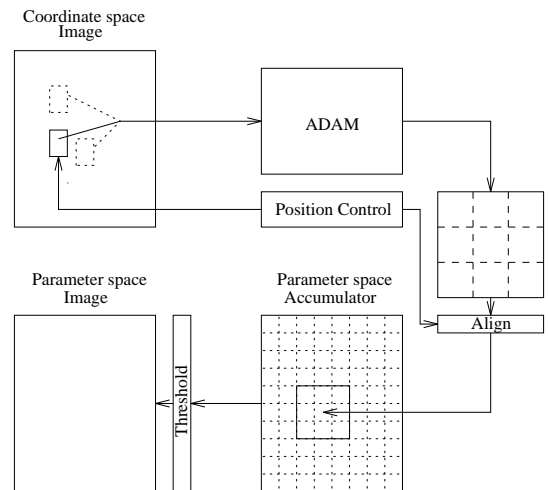 Coordinate space
Image
ADAM
Position Control
Parameter space
Image
Parameter space
Accumulator
Align
Threshold